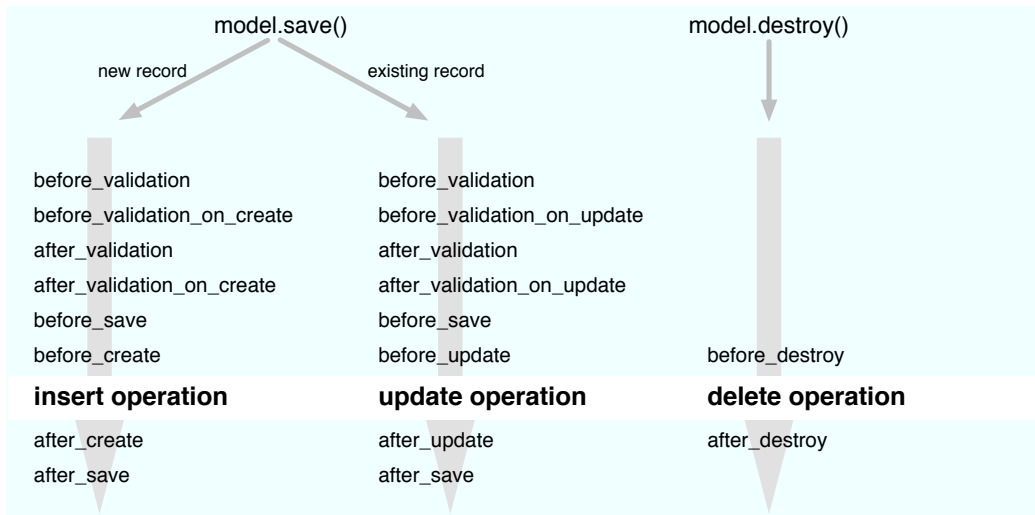 model.save() model.destroy()
new record existing record
before_validation before_validation
before_validation_on_create before_validation_on_update
after_validation after_validation
after_validation_on_create after_validation_on_update
before_save before_save
before_create before_update before_destroy
insert operation update operation delete operation
after_create after_update after_destroy
after_save after_save